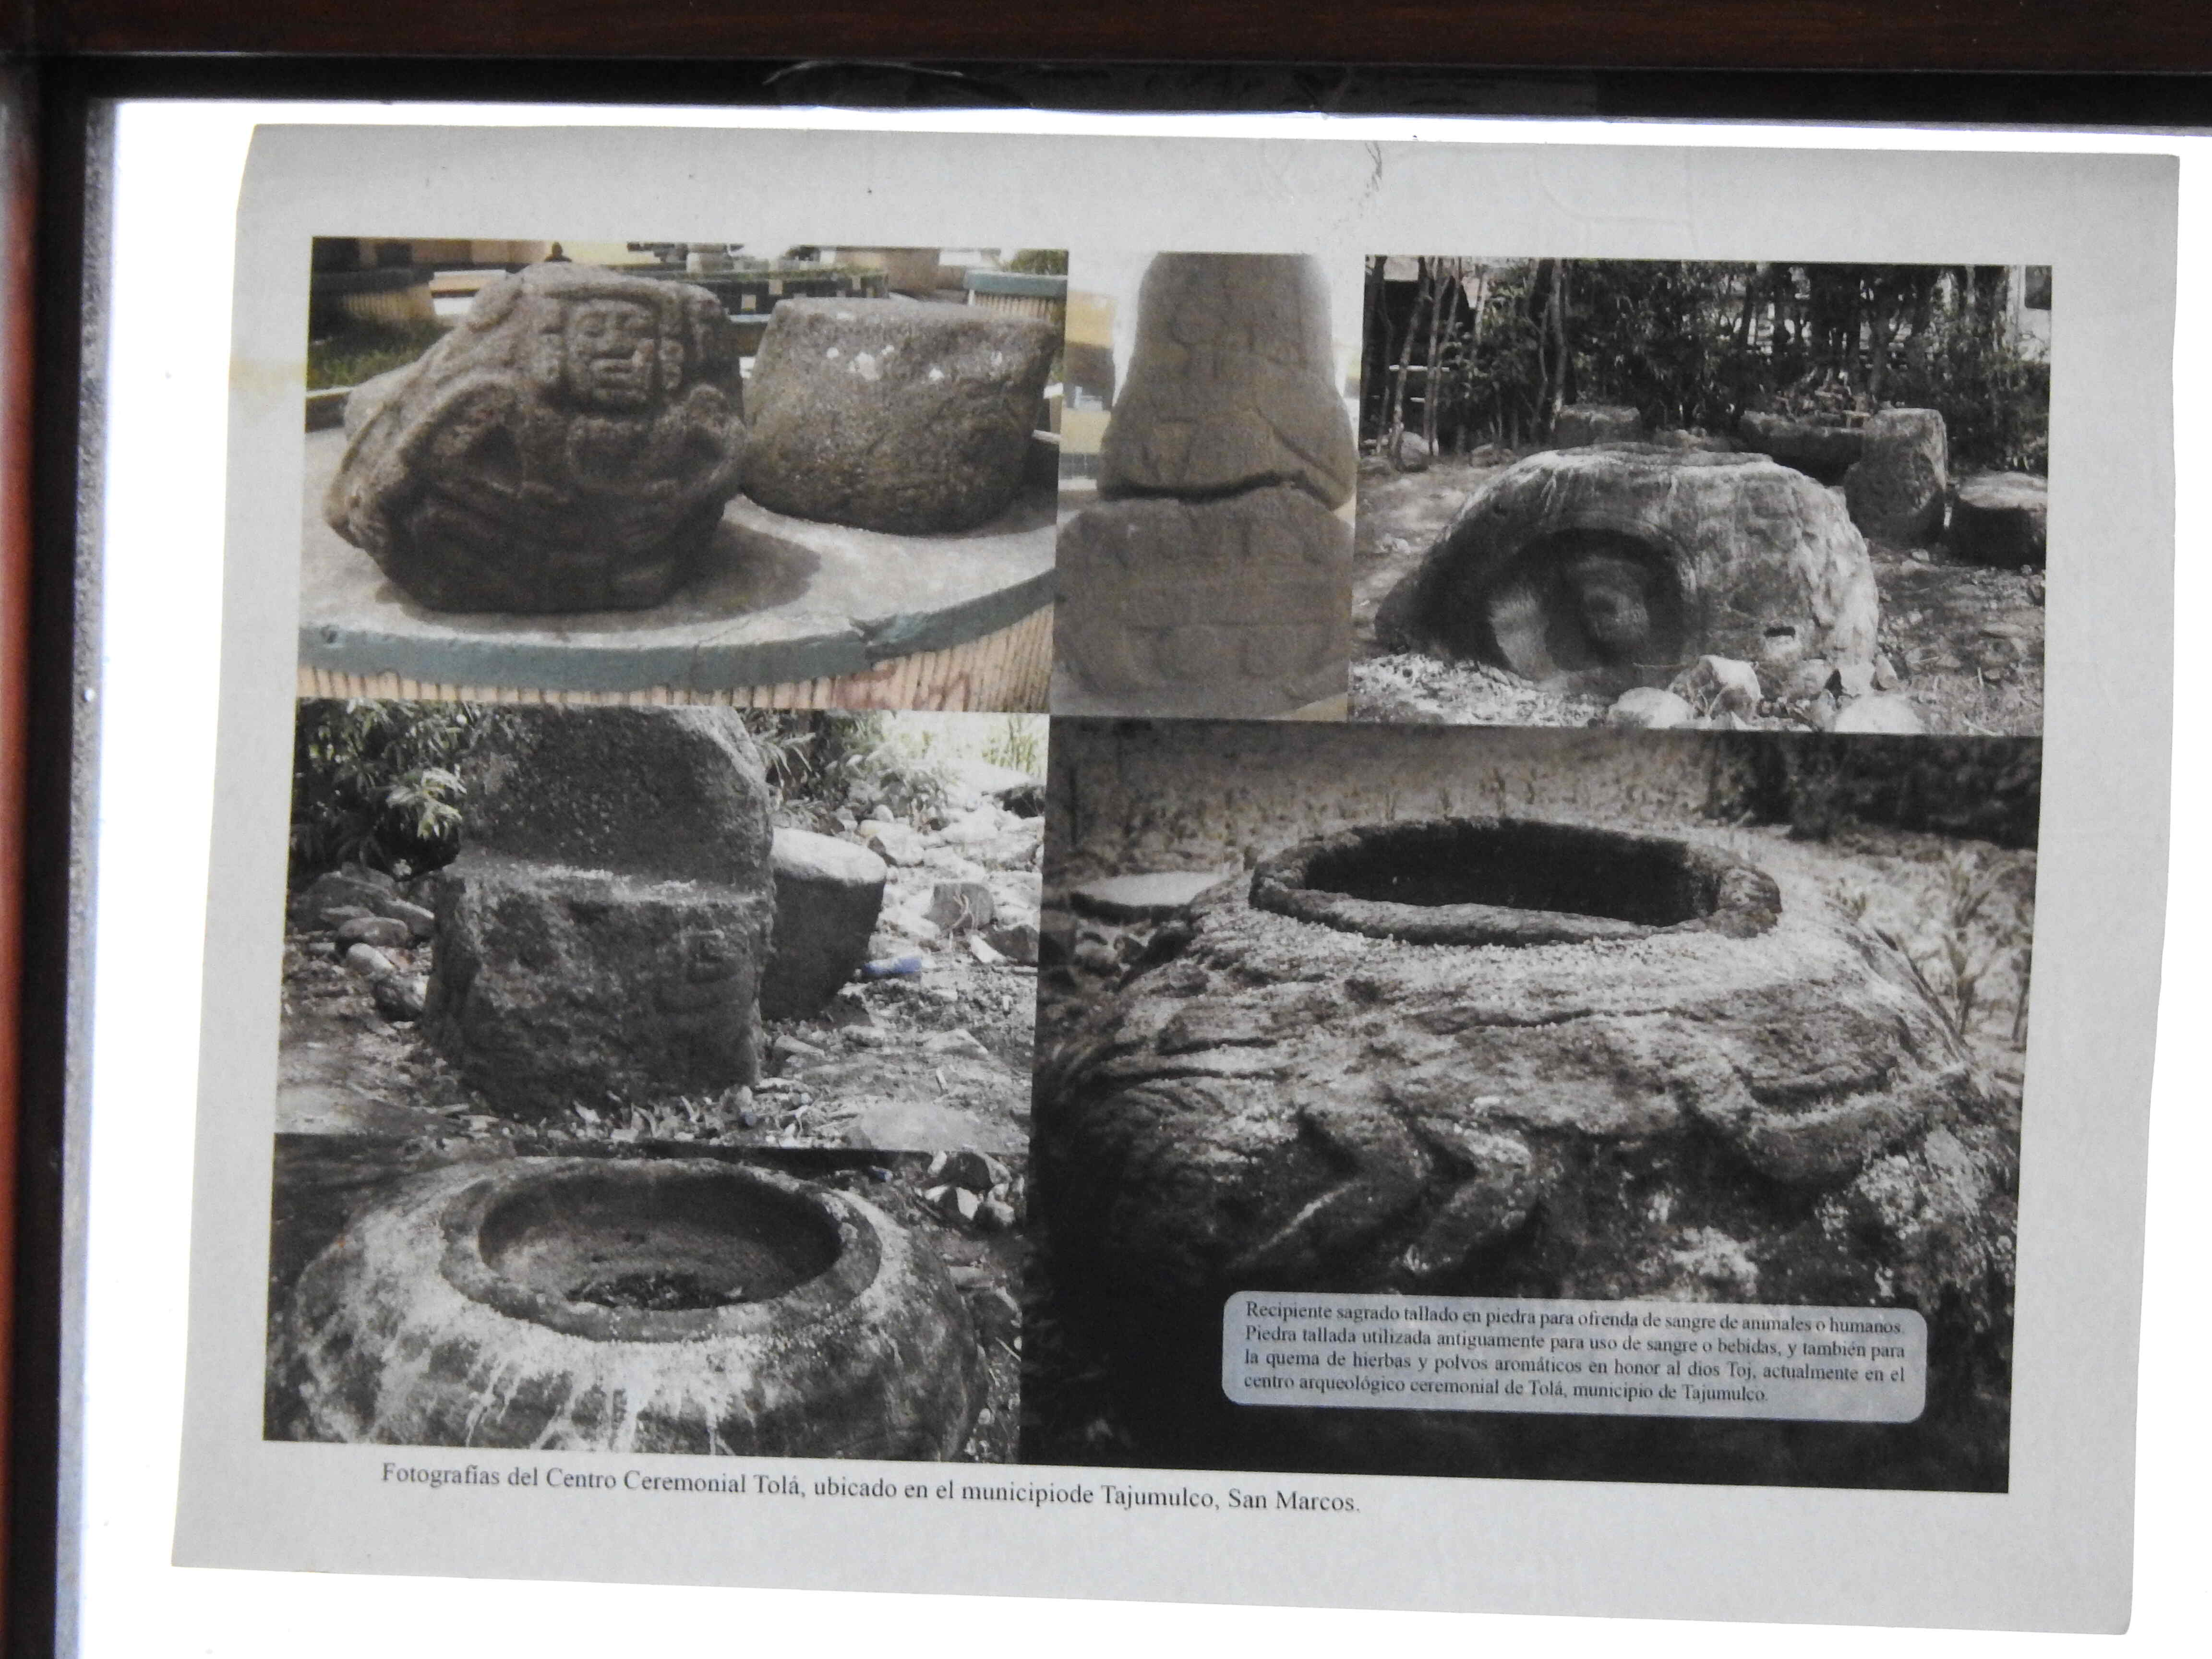 Recipiente sagrado tallado en piedra para ofrenda de sangre de animales o humanos.
Piedra tallada utilizada antiguamente para uso de sangre o bebidas, y también para
la quema de hierbas y polvos aromáticos en honor al dios Toj, actualmente en el
centro arqueológico ceremonial de Tolá, municipio de Tajumulco.
Fotografías del Centro Ceremonial Tolá, ubicado en el municipiode Tajumulco, San Marcos.